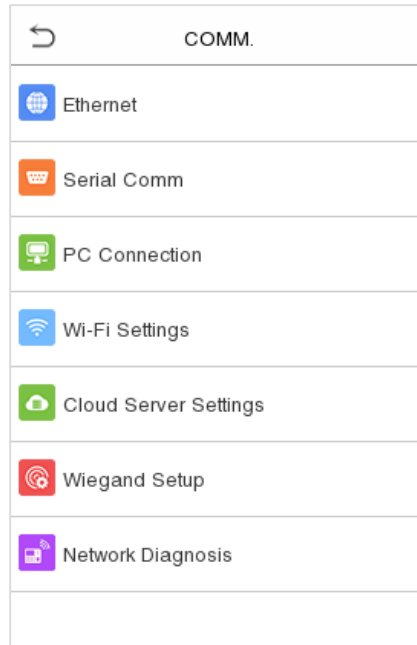 COMM.
Ethernet
Serial Comm
PC Connection
Wi-Fi Settings
Cloud Server Settings
Wiegand Setup
Network Diagnosis